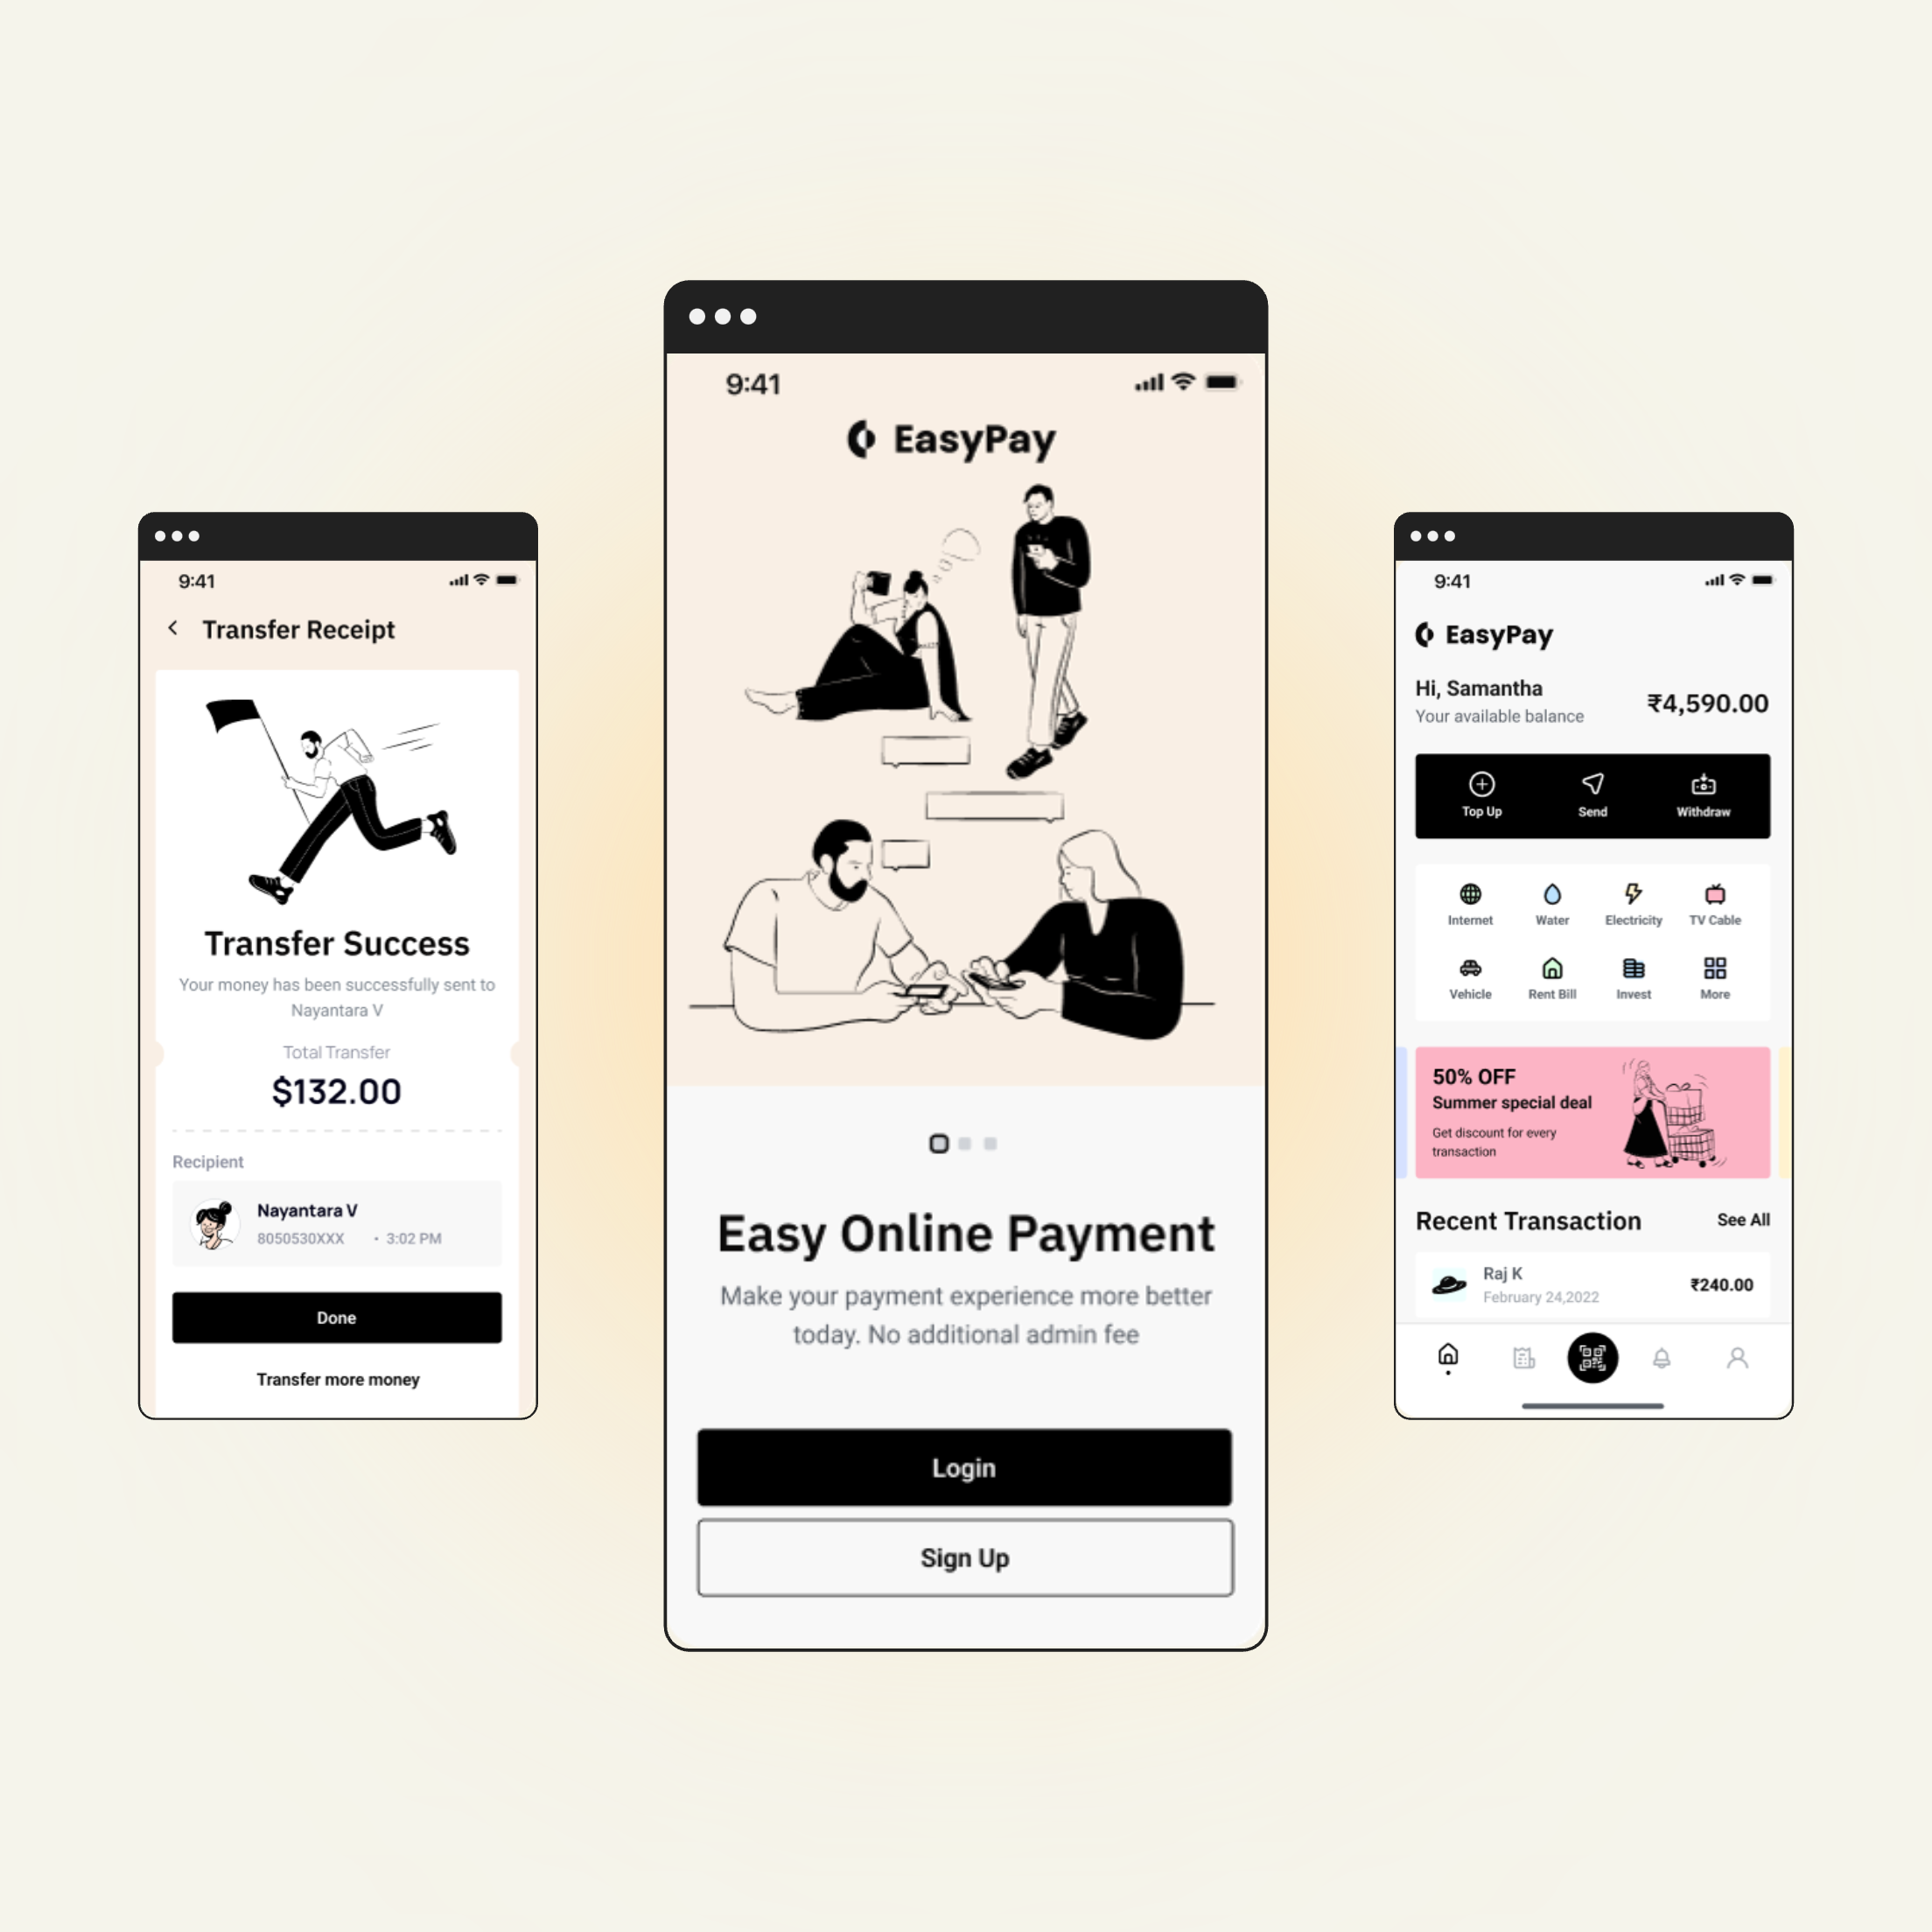 9:41
Transfer Receipt
Transfer Success
Your money has been successfully sent to
Nayantara V
Total Transfer
$132.00
Recipient
Nayantara V
8050530XXX • 3:02 PM
Done
Transfer more money
9:41
EasyPay
Easy Online Payment
Make your payment experience more better
today. No additional admin fee
Login
Sign Up
9:41
EasyPay
Hi, Samantha
Your available balance
₹4,590.00
Top Up Send Withdraw
Internet Water Electricity TV Cable
Vehicle Rent Bill Invest More
50% OFF
Summer special deal
Get discount for every
transaction
Recent Transaction See All
Raj K
February 24,2022
₹240.00